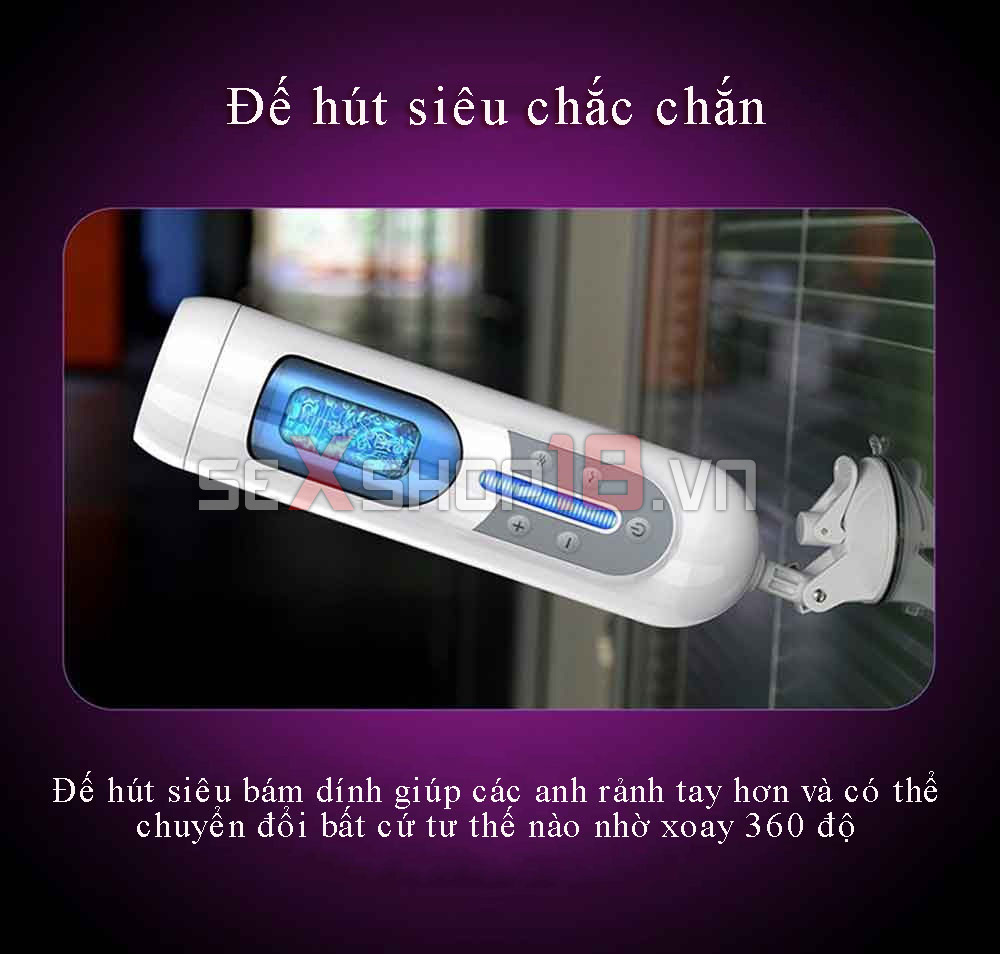 Đế hút siêu chắc chắn
SEXSHOP18.VN
Đế hút siêu bám dính giúp các anh rảnh tay hơn và có thể
chuyển đổi bất cứ tư thế nào nhờ xoay 360 độ